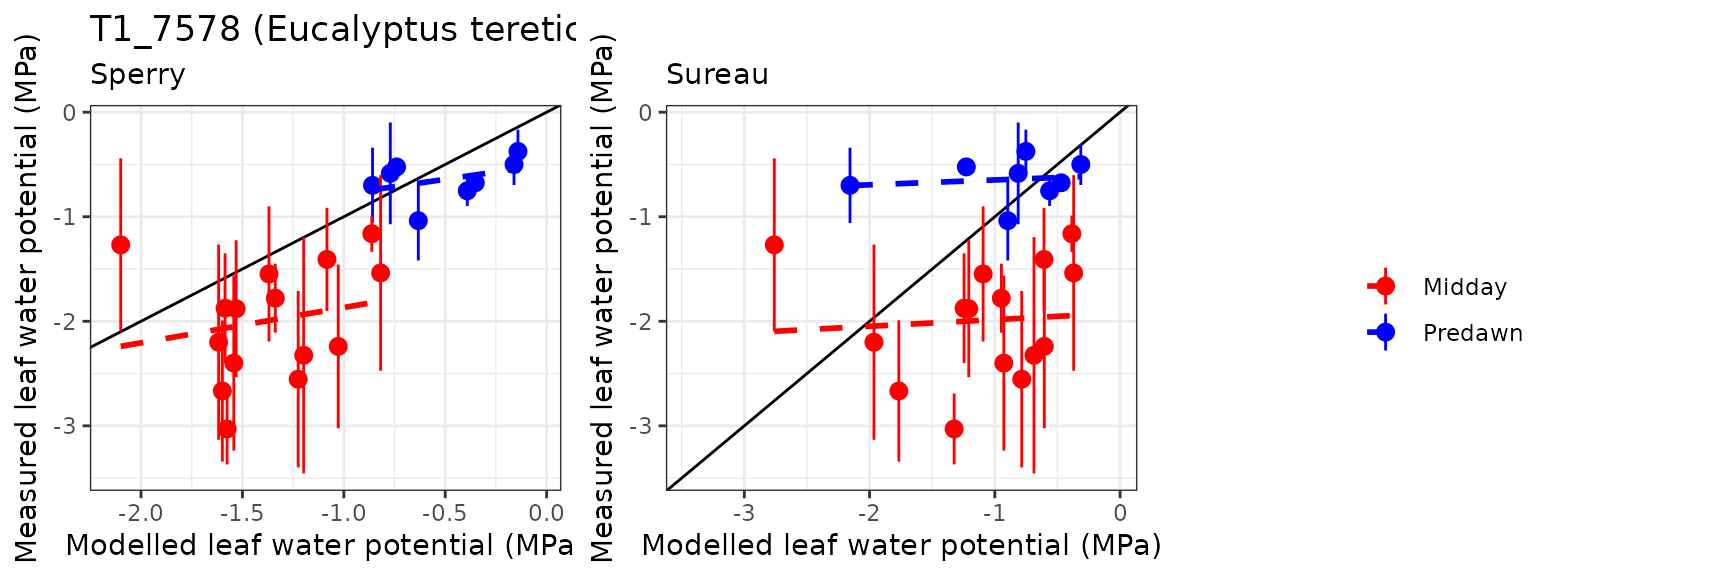 T1_7578 (Eucalyptus teretic
Sperry
Measured leaf water potential (MPa)
0
-1
-2
-3
-2.0 -1.5 -1.0 -0.5 0.0
Modelled leaf water potential (MPa
Sureau
Measured leaf water potential (MPa)
0
-1
-2
-3
-3 -2 -1 0
Modelled leaf water potential (MPa)
Midday
Predawn